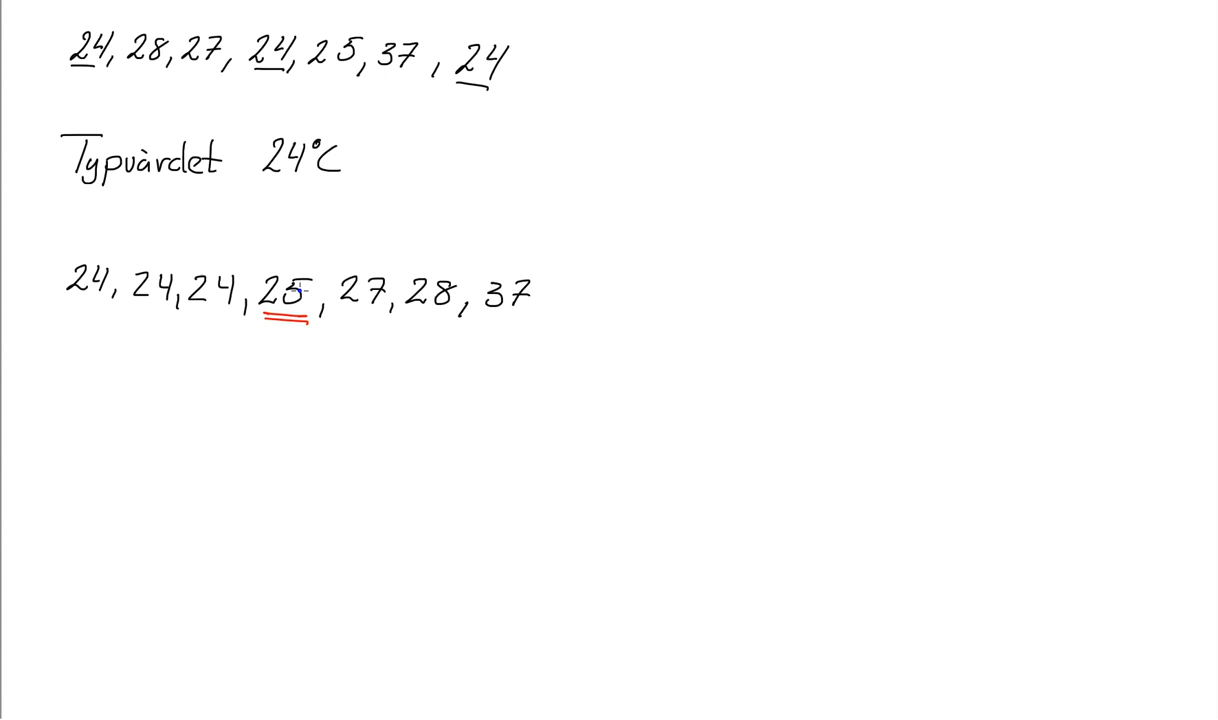 24, 28, 27, 24, 25, 37, 24
Typvärdet 24°C
24, 24, 24, 25, 27, 28, 37